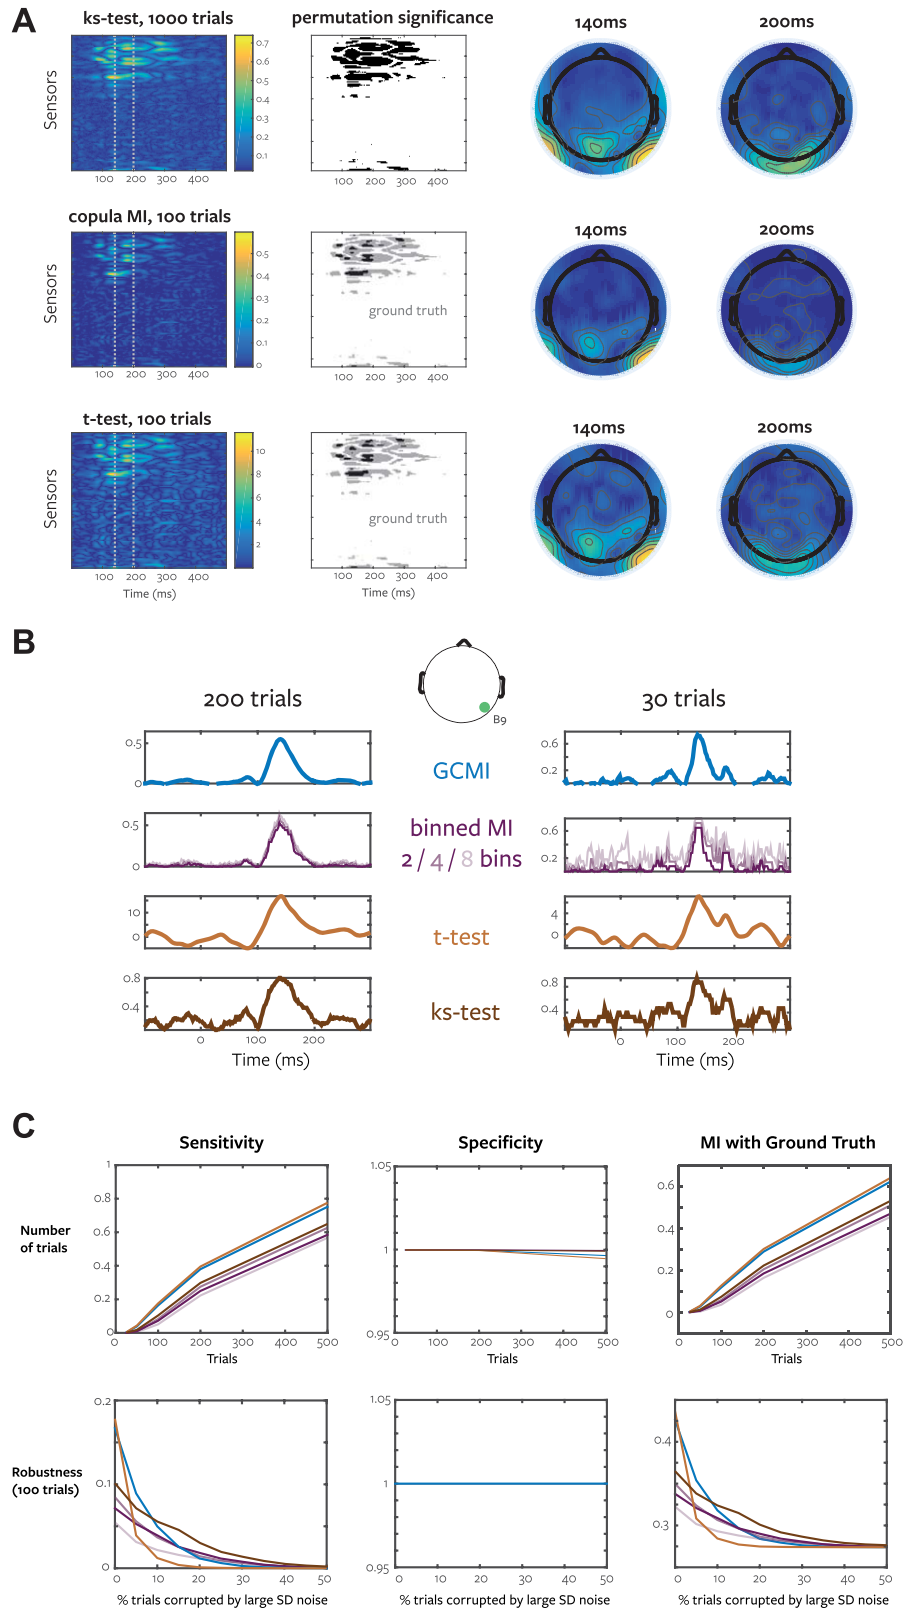 A
ks-test, 1000 trials
permutation significance
140ms
200ms
Sensors
0.7
0.6
0.5
0.4
0.3
0.2
0.1
100 200 300 400
100 200 300 400
copula MI, 100 trials
140ms
200ms
Sensors
0.5
0.4
0.3
0.2
0.1
0
ground truth
100 200 300 400
100 200 300 400
t-test, 100 trials
140ms
200ms
Sensors
10
8
6
4
2
ground truth
100 200 300 400
100 200 300 400
Time (ms)
Time (ms)
B
200 trials
B9
30 trials
0.5
0
GCMI
0.6
0.2
0.5
0
binned MI
2 / 4 / 8 bins
0.6
0.2
10
0
t-test
4
0
0.8
0.4
ks-test
0.8
0.4
0 100 200
0 100 200
Time (ms)
Time (ms)
C
Sensitivity
Specificity
MI with Ground Truth
Number
of trials
1
0.8
0.6
0.4
0.2
0
0 100 200 300 400 500
Trials
1.05
1
0.95
0 100 200 300 400 500
Trials
0.6
0.4
0.2
0
0 100 200 300 400 500
Trials
Robustness
(100 trials)
0.2
0.1
0
0 10 20 30 40 50
% trials corrupted by large SD noise
1.05
1
0.95
0 10 20 30 40 50
% trials corrupted by large SD noise
0.4
0.3
0 10 20 30 40 50
% trials corrupted by large SD noise